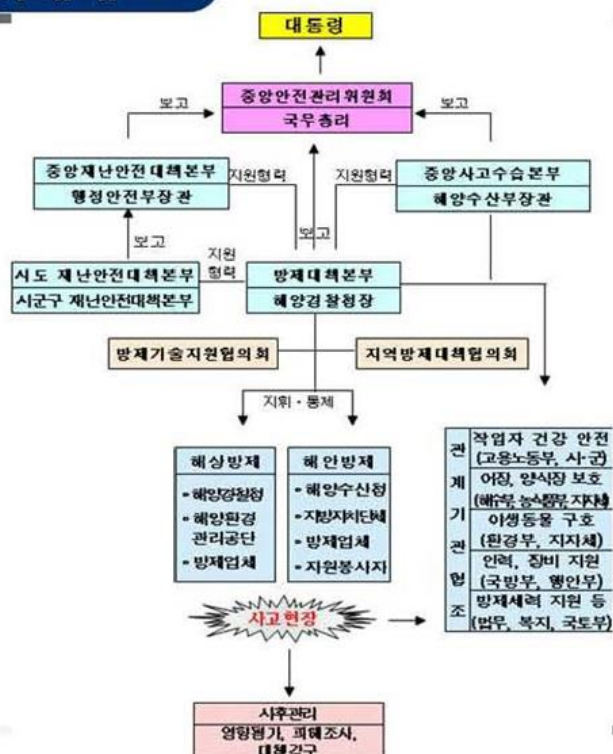 대통령
중앙안전관리위원회
국무총리
보고
보고
중앙재난안전대책본부
행정안전부장관
지원협력
지원협력
중앙사고수습본부
해양수산부장관
보고
보고
지원
협력
시도 재난안전대책본부
시군구 재난안전대책본부
방제대책본부
해양경찰청장
방제기술지원협의회
지역방제대책협의회
지휘·통제
해상방제
- 해양경찰청
- 해양환경
관리공단
- 방제업체
해안방제
- 해양수산청
- 지방자치단체
- 방제업체
- 자원봉사자
관계기관협조
작업자 건강 안전
(고용노동부, 시·군)
어장, 양식장 보호
(해수부, 농식품부, 지자체)
야생동물 구호
(환경부, 지자체)
인력, 장비 지원
(국방부, 행안부)
방제세력 지원 등
(법무, 복지, 국토부)
사고현장
사후관리
영향평가, 피해조사,
대책강구